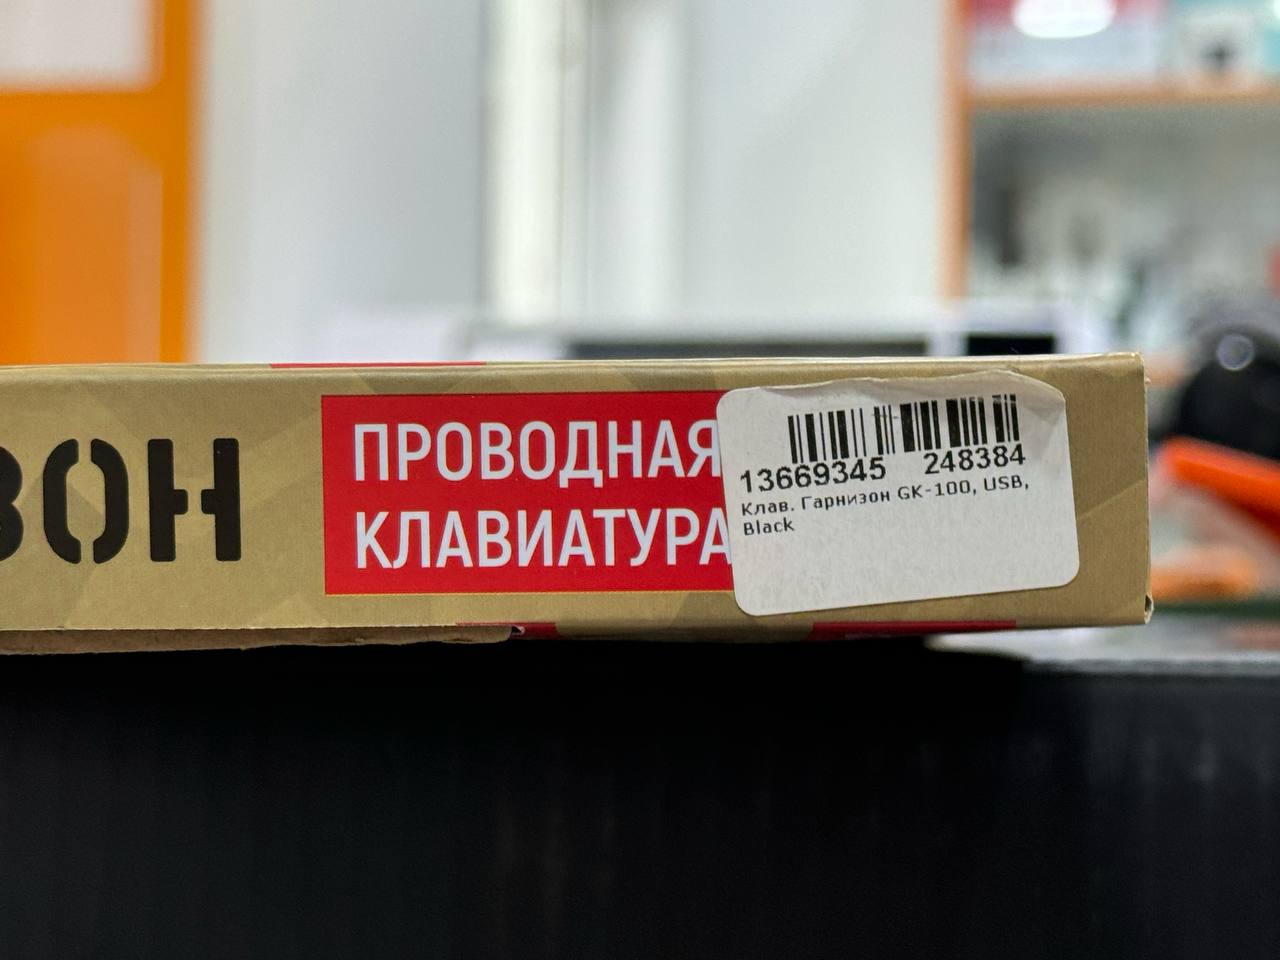 ЗОН
ПРОВОДНАЯ
КЛАВИАТУРА
13669345 248384
Клав. Гарнизон GK-100, USB,
Black